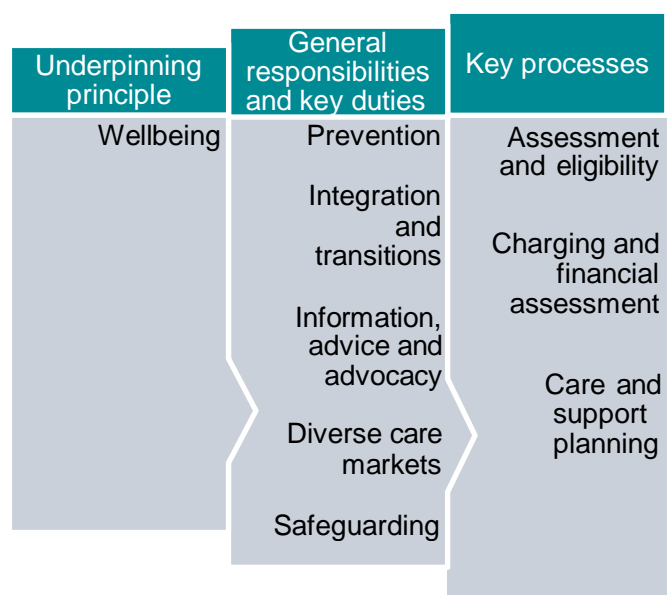 Underpinning
principle
Wellbeing
General
responsibilities
and key duties
Prevention
Integration
and
transitions
Information,
advice and
advocacy
Diverse care
markets
Safeguarding
Key processes
Assessment
and eligibility
Charging and
financial
assessment
Care and
support
planning